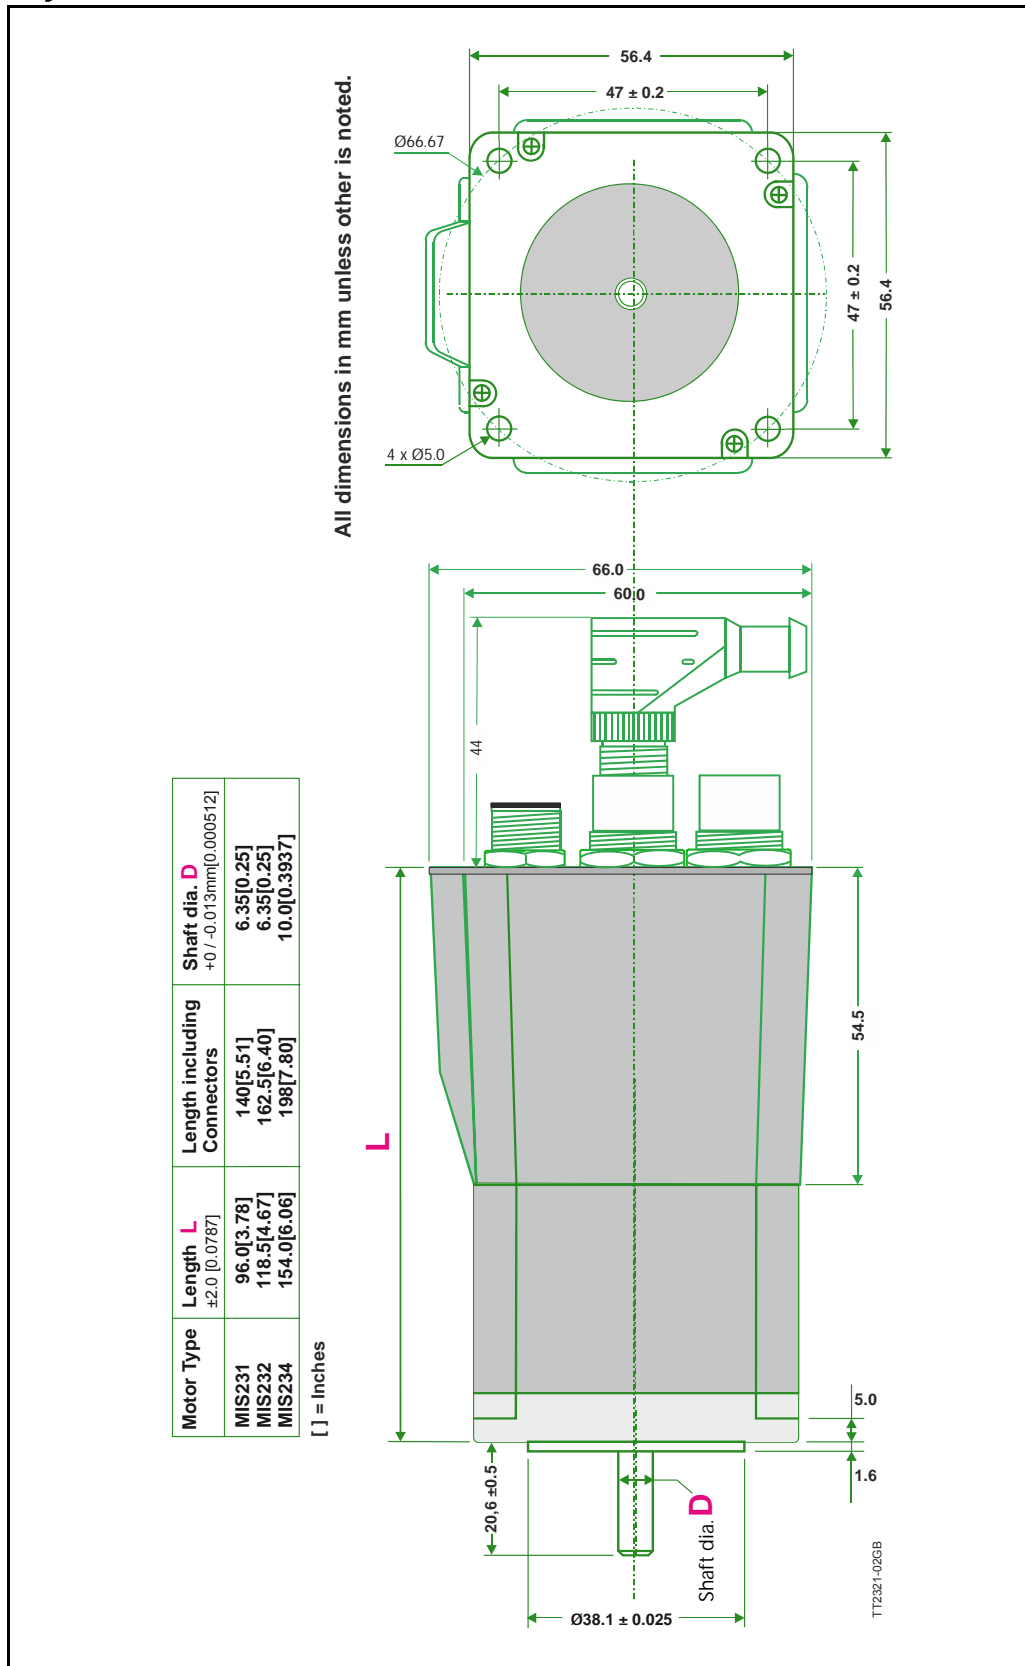 56.4
47 ± 0.2
Ø66.67
47 ± 0.2
56.4
4 x Ø5.0
All dimensions in mm unless other is noted.
66.0
60.0
44
54.5
L
5.0
1.6
20,6 ±0.5
Shaft dia. D
Ø38.1 ± 0.025
TT2321-02GB
Motor Type
Length L
±2.0 [0.0787]
Length including
Connectors
Shaft dia. D
+0 / -0.013mm[0.000512]
MIS231 96.0[3.78] 140[5.51] 6.35[0.25]
MIS232 118.5[4.67] 162.5[6.40] 6.35[0.25]
MIS234 154.0[6.06] 198[7.80] 10.0[0.3937]
[ ] = Inches